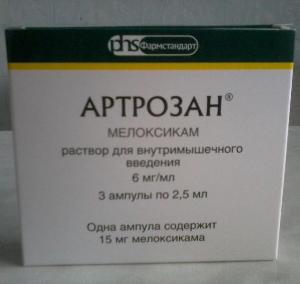 phs Фармстандарт
АРТРОЗАН®
МЕЛОКСИКАМ
раствор для внутримышечного
введения
6 мг/мл
3 ампулы по 2,5 мл
Одна ампула содержит
15 мг мелоксикама